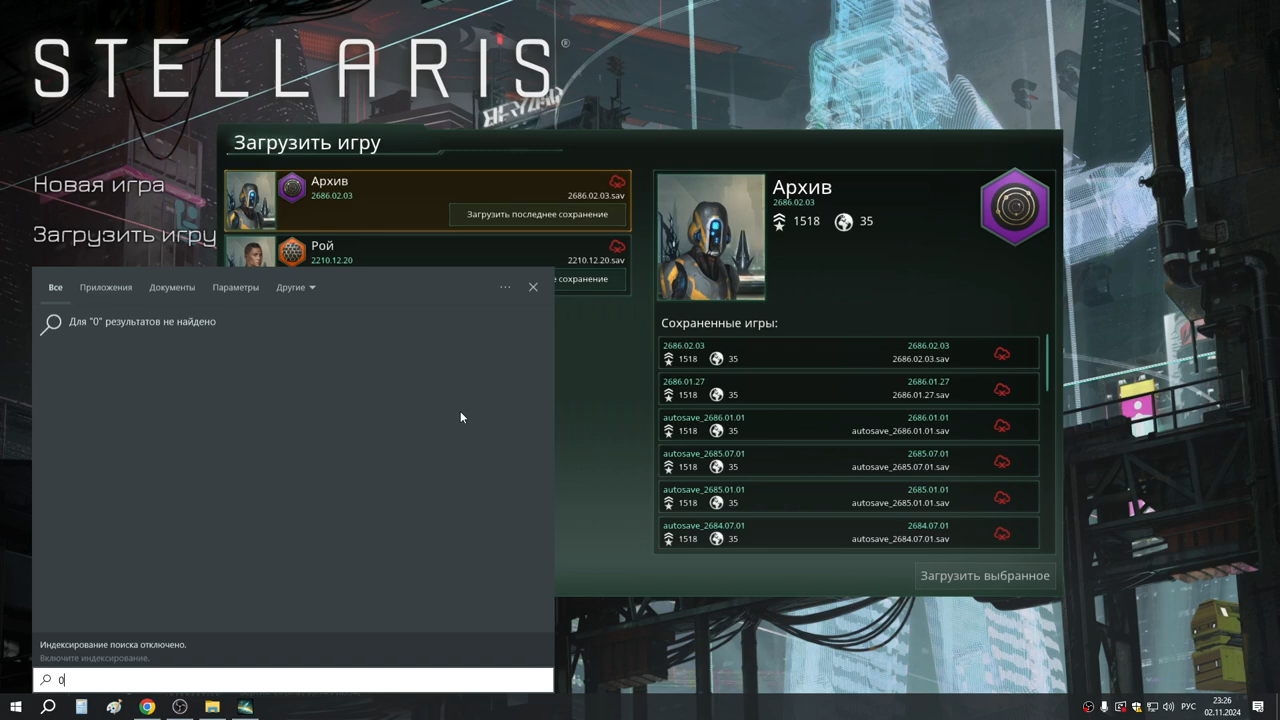 STELLARIS®
BEYOND
Новая игра
Загрузить игру
Загрузить игру
Архив
2686.02.03
2686.02.03.sav
Загрузить последнее сохранение
Рой
2210.12.20
2210.12.20.sav
е сохранение
Архив
2686.02.03
1518 35
Сохраненные игры:
2686.02.03 2686.02.03
1518 35 2686.02.03.sav
2686.01.27 2686.01.27
1518 35 2686.01.27.sav
autosave_2686.01.01 2686.01.01
1518 35 autosave_2686.01.01.sav
autosave_2685.07.01 2685.07.01
1518 35 autosave_2685.07.01.sav
autosave_2685.01.01 2685.01.01
1518 35 autosave_2685.01.01.sav
autosave_2684.07.01 2684.07.01
1518 35 autosave_2684.07.01.sav
Загрузить выбранное
Все Приложения Документы Параметры Другие
Для "0" результатов не найдено
Индексирование поиска отключено.
Включите индексирование.
0
РУС
23:26
02.11.2024